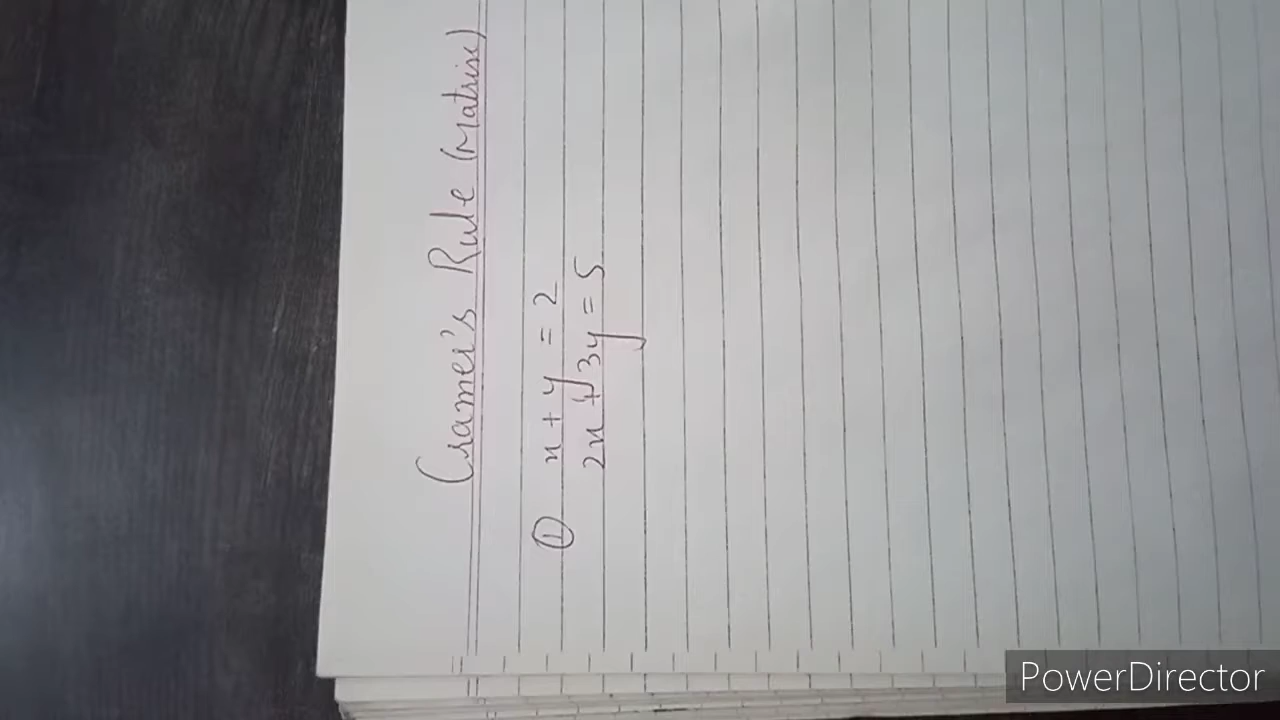 Cramer's Rule (Matrix)
① x + y = 2
2x + 3y = 5
PowerDirector